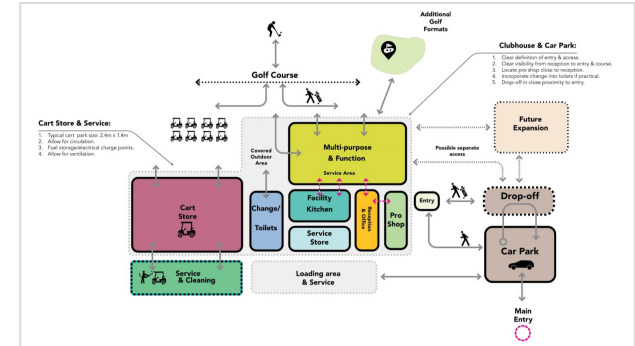 Additional
Golf
Formats
Golf Course
Clubhouse & Car Park:
1. Clear definition of entry & access.
2. Clear visibility from reception to entry & course.
3. Locate pro shop close to reception.
4. Incorporate change into toilets if practical.
5. Drop-off in close proximity to entry.
Cart Store & Service:
1. Typical cart park size: 2.4m x 1.4m
2. Allow for circulation.
3. Fuel storage/electrical charge points.
4. Allow for ventilation.
Future
Expansion
Covered
Outdoor
Area
Multi-purpose
& Function
Service Area
Possible seperate
access
Cart
Store
Change/
Toilets
Facility
Kitchen
Service
Store
Reception
& Office
Pro
Shop
Entry
Drop-off
Car Park
Service
& Cleaning
Loading area
& Service
Main
Entry